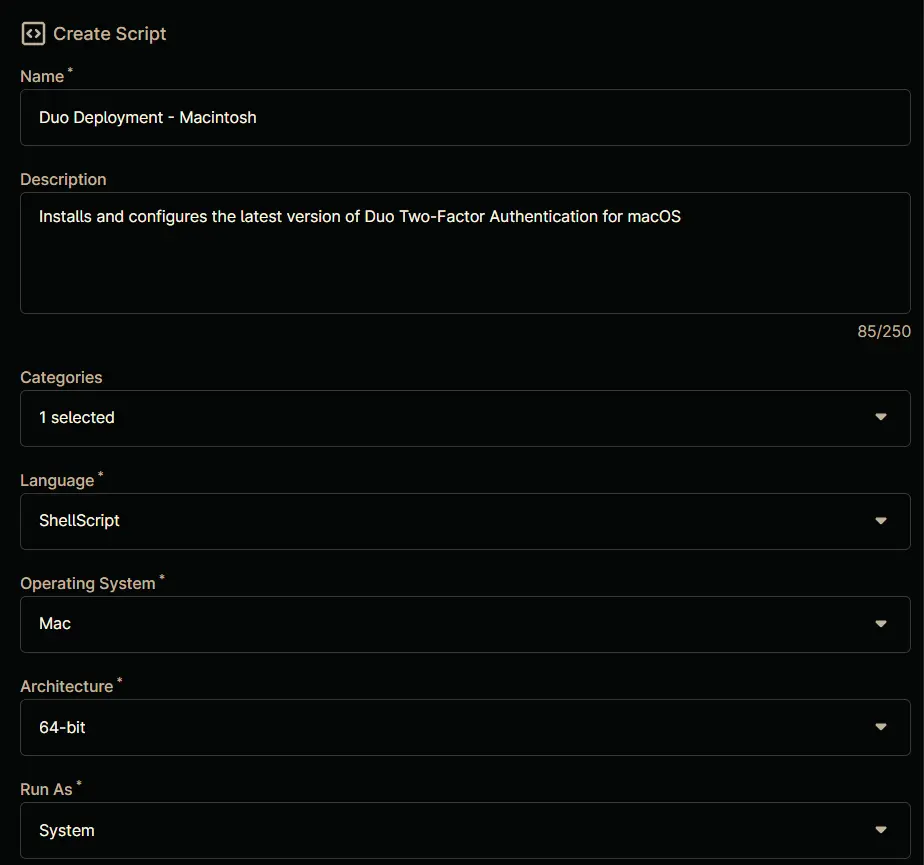 Create Script
Name *
Duo Deployment - Macintosh
Description
Installs and configures the latest version of Duo Two-Factor Authentication for macOS
85/250
Categories
1 selected
Language *
ShellScript
Operating System *
Mac
Architecture *
64-bit
Run As *
System